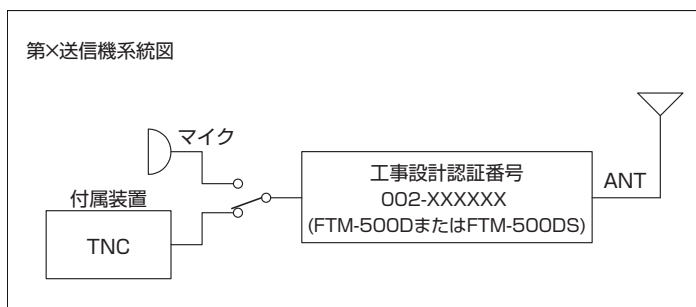 第×送信機系統図
マイク
付属装置
TNC
工事設計認証番号
002-XXXXXX
(FTM-500DまたはFTM-500DS)
ANT